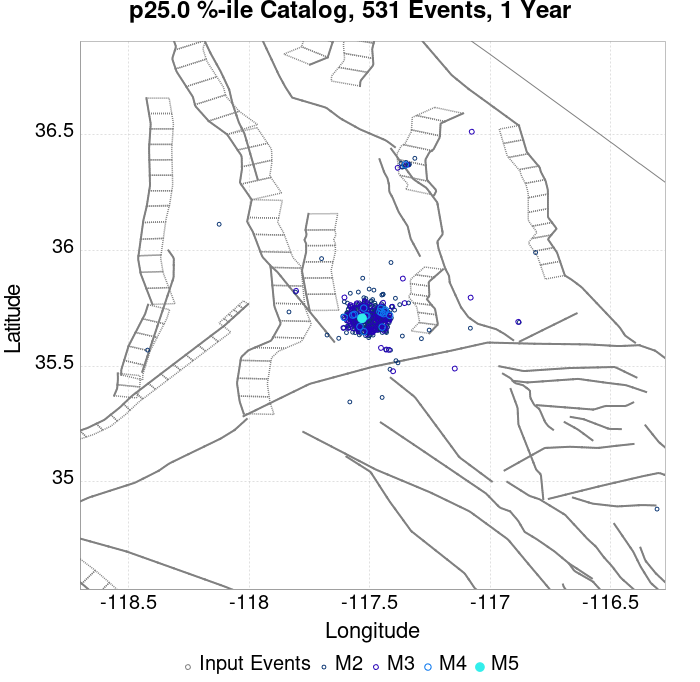 p25.0 %-ile Catalog, 531 Events, 1 Year
36.5
36
35.5
35
Latitude
-118.5 -118 -117.5 -117 -116.5
Longitude
Input Events M2 M3 M4 M5